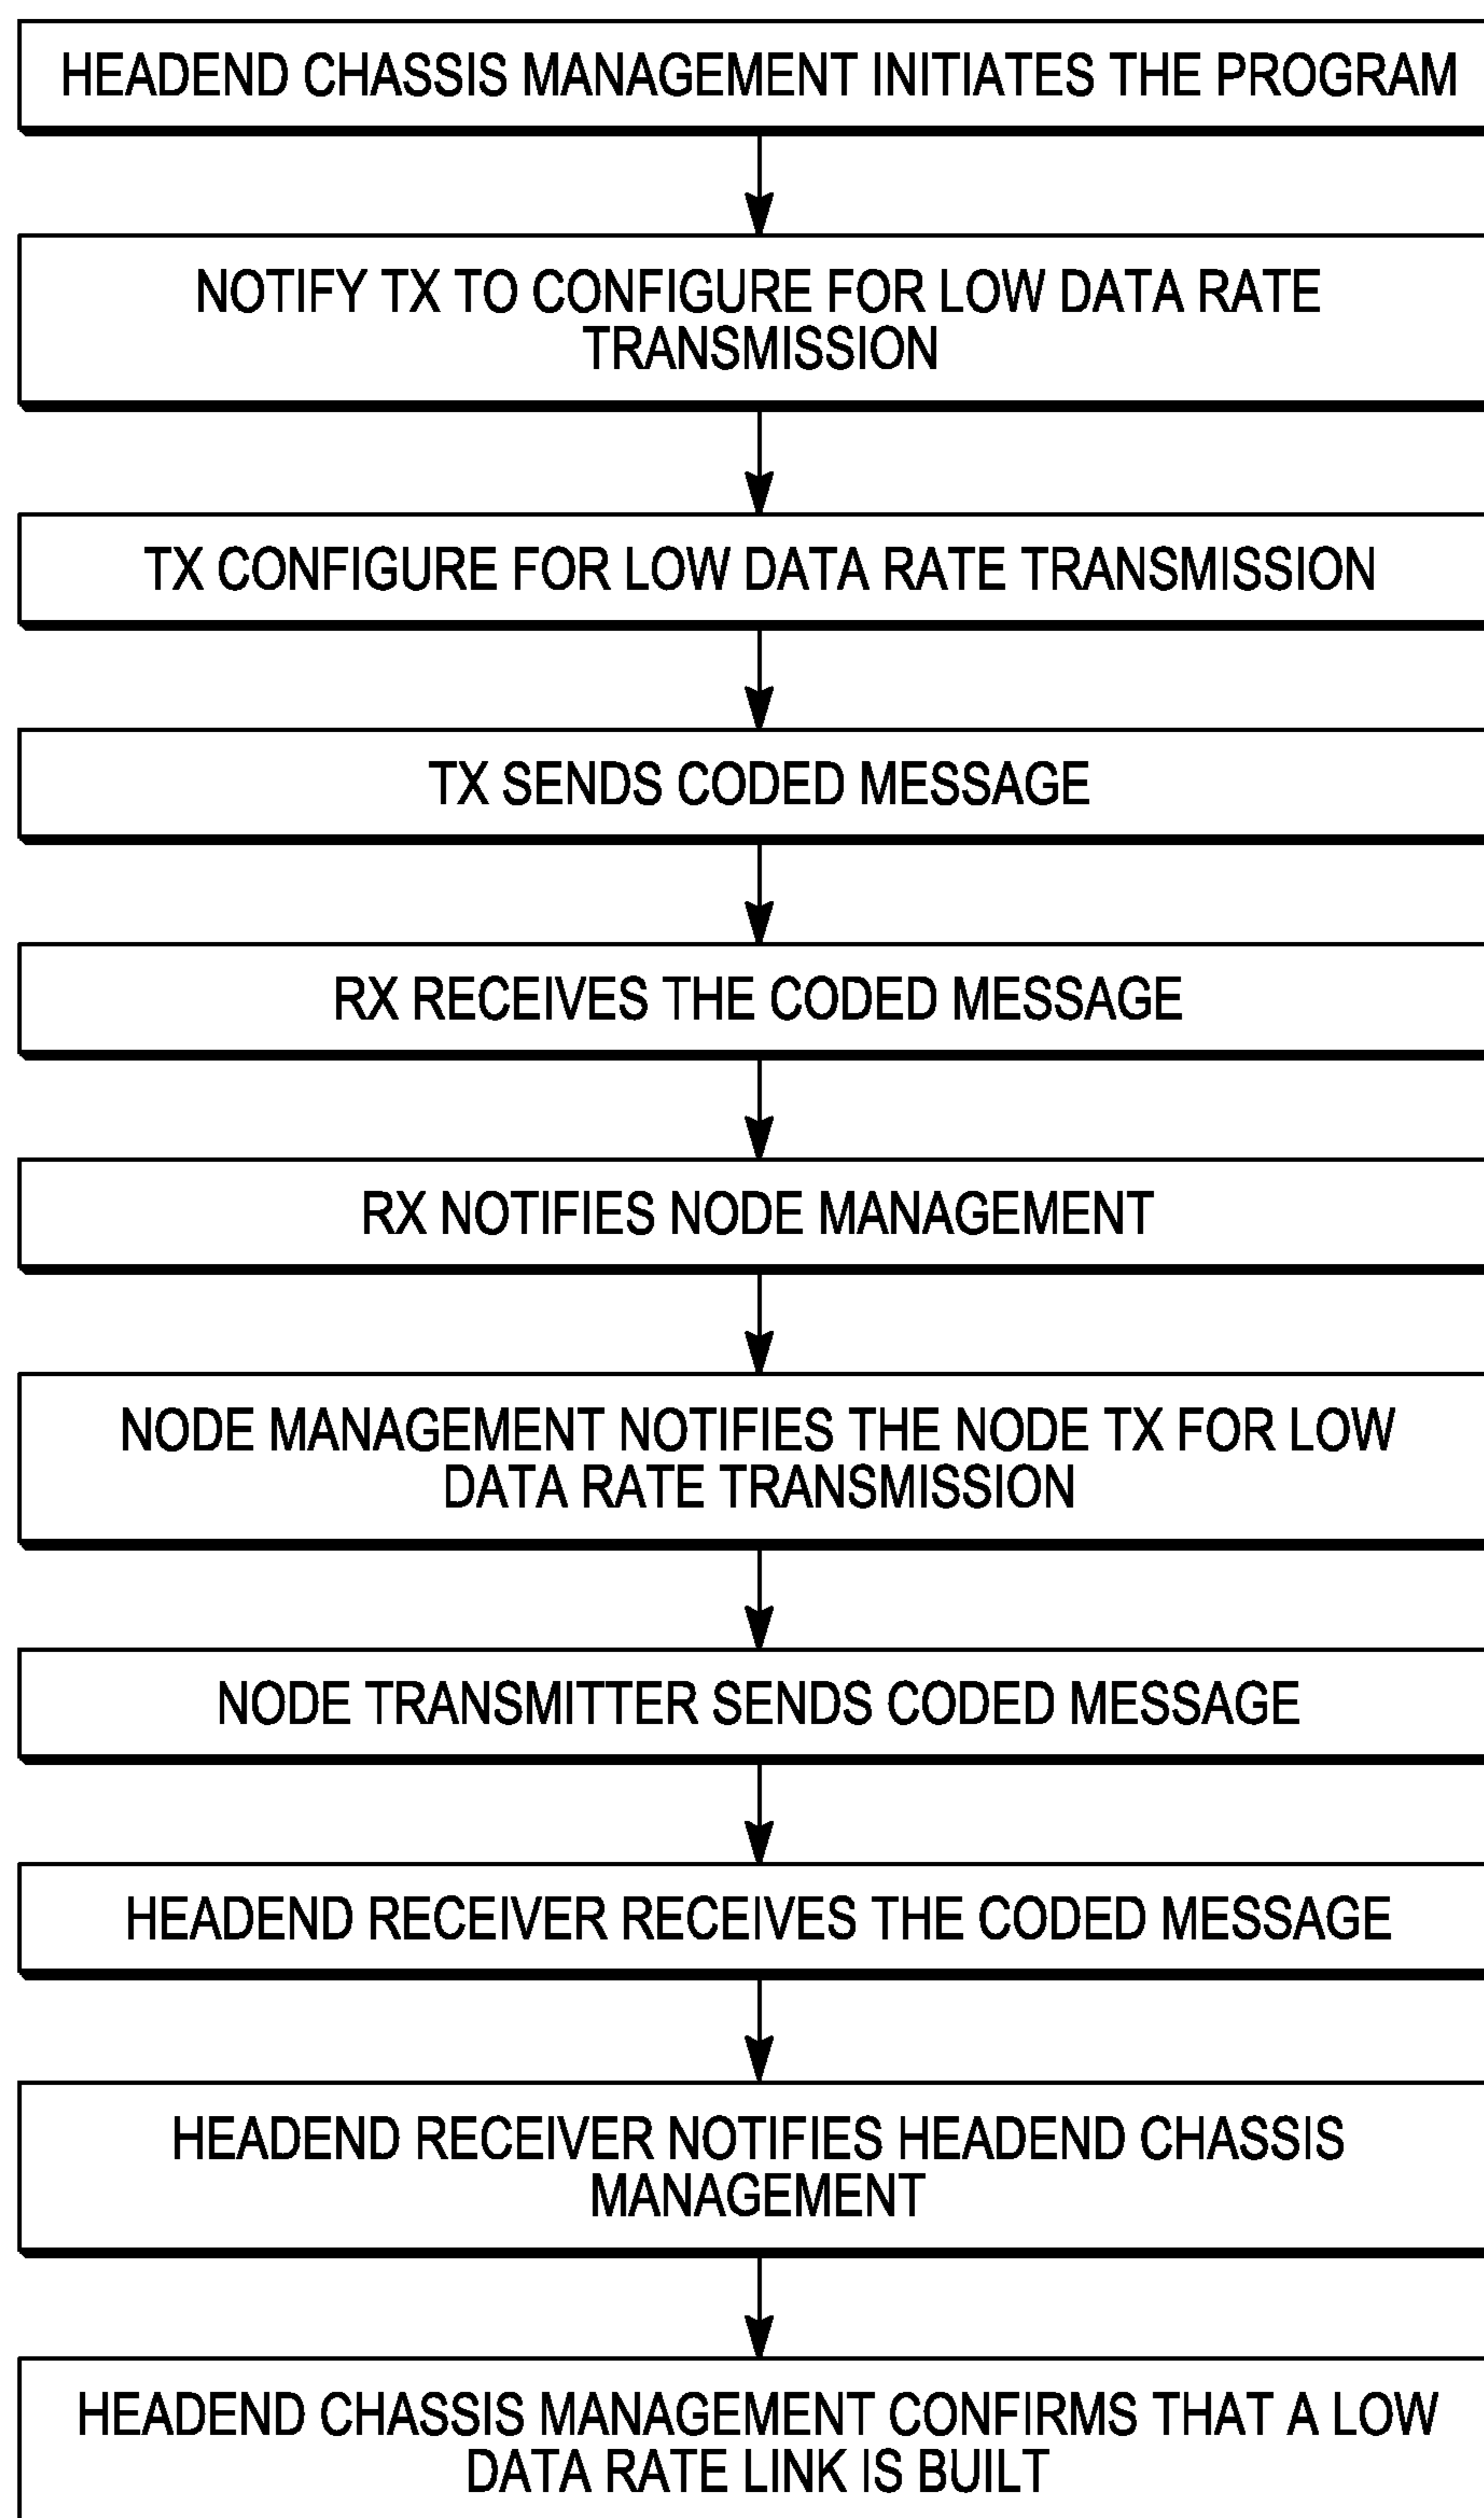 HEADEND CHASSIS MANAGEMENT INITIATES THE PROGRAM
NOTIFY TX TO CONFIGURE FOR LOW DATA RATE
TRANSMISSION
TX CONFIGURE FOR LOW DATA RATE TRANSMISSION
TX SENDS CODED MESSAGE
RX RECEIVES THE CODED MESSAGE
RX NOTIFIES NODE MANAGEMENT
NODE MANAGEMENT NOTIFIES THE NODE TX FOR LOW
DATA RATE TRANSMISSION
NODE TRANSMITTER SENDS CODED MESSAGE
HEADEND RECEIVER RECEIVES THE CODED MESSAGE
HEADEND RECEIVER NOTIFIES HEADEND CHASSIS
MANAGEMENT
HEADEND CHASSIS MANAGEMENT CONFIRMS THAT A LOW
DATA RATE LINK IS BUILT